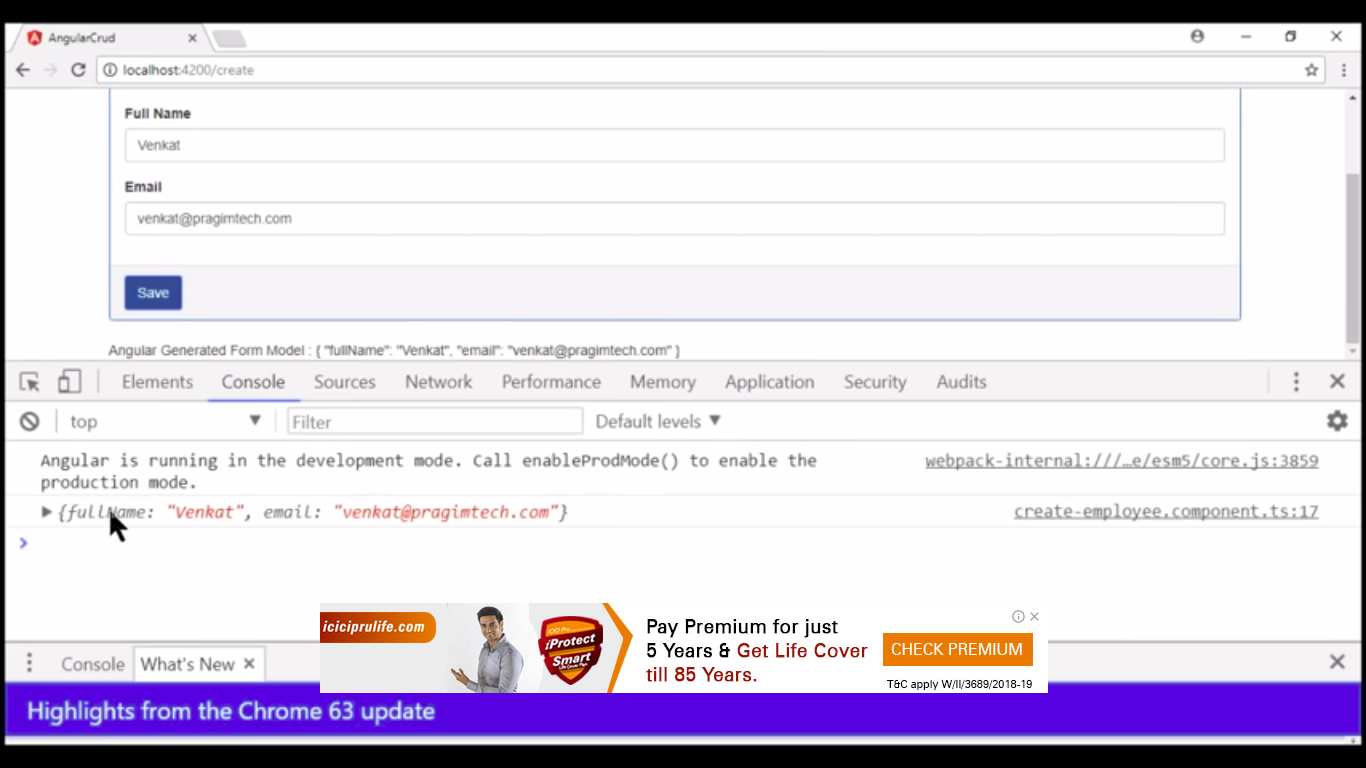 AngularCrud
localhost:4200/create
Full Name
Venkat
Email
venkat@pragimtech.com
Save
Angular Generated Form Model : { "fullName": "Venkat", "email": "venkat@pragimtech.com" }
Elements Console Sources Network Performance Memory Application Security Audits
top Filter Default levels
Angular is running in the development mode. Call enableProdMode() to enable the webpack-internal:///…e/esm5/core.js:3859
production mode.
{fullName: "Venkat", email: "venkat@pragimtech.com"} create-employee.component.ts:17
iciciprulife.com
iProtect
Smart
Pay Premium for just
5 Years & Get Life Cover
till 85 Years.
CHECK PREMIUM
T&C apply W/II/3689/2018-19
Console What's New
Highlights from the Chrome 63 update